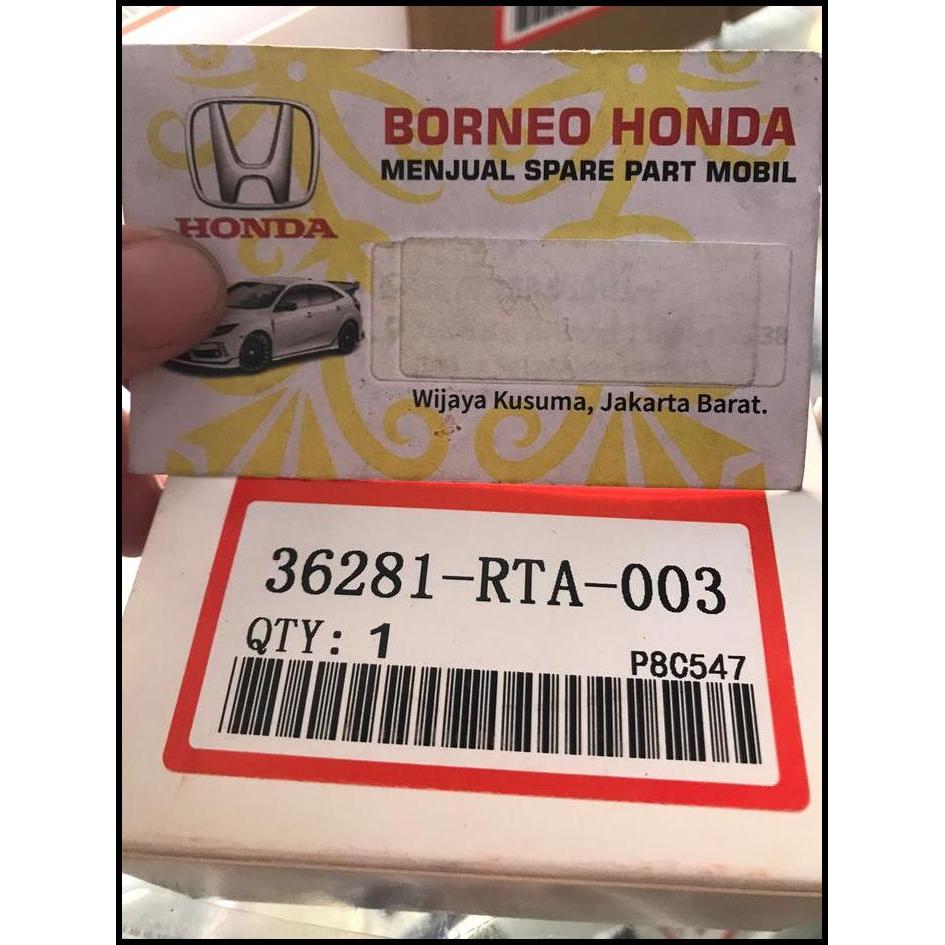 BORNEO HONDA
MENJUAL SPARE PART MOBIL
HONDA
Wijaya Kusuma, Jakarta Barat.
36281-RTA-003
QTY: 1
P8C547